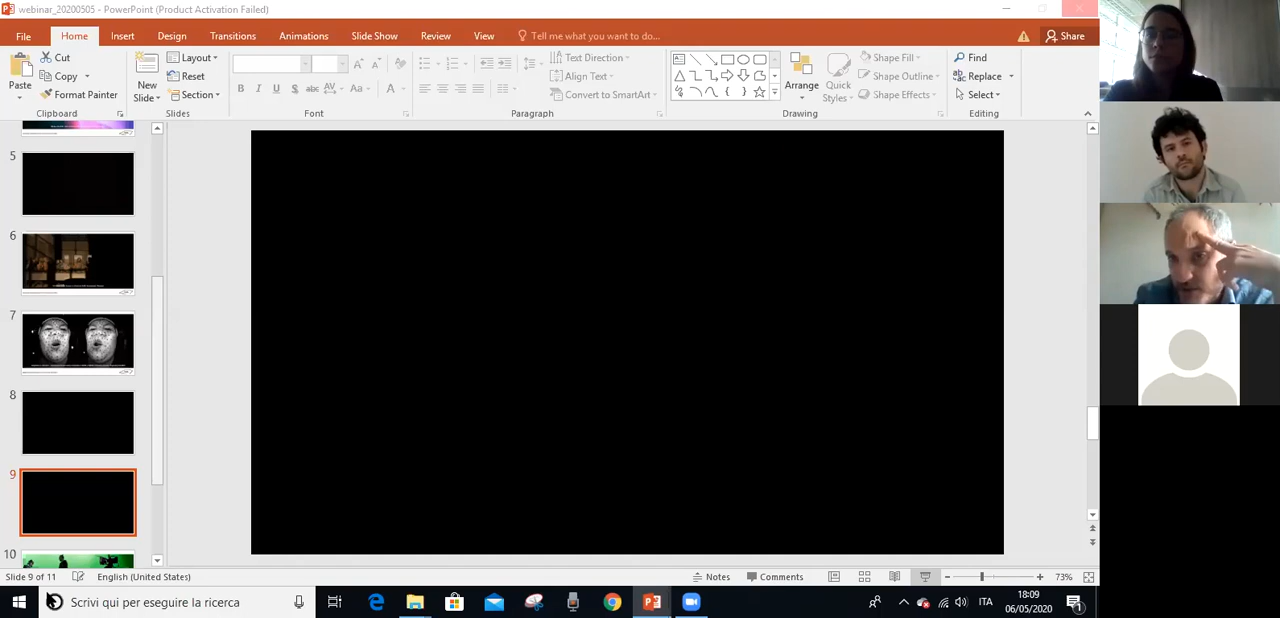 webinar_20200505 - PowerPoint (Product Activation Failed)
File Home Insert Design Transitions Animations Slide Show Review View Tell me what you want to do... Share
Cut
Copy
Format Painter
Paste
Clipboard
New
Slide
Layout
Reset
Section
Slides
B I U S abc AV Aa A
Font
Text Direction
Align Text
Convert to SmartArt
Paragraph
Arrange
Quick
Styles
Shape Fill
Shape Outline
Shape Effects
Drawing
Find
Replace
Select
Editing
5
6
7
8
9
10
Slide 9 of 11 English (United States) Notes Comments 73%
Scrivi qui per eseguire la ricerca
ITA
18:09
06/05/2020
1